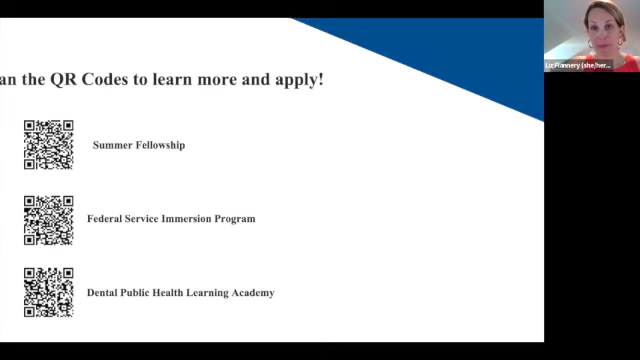 an the QR Codes to learn more and apply!
Liz Flannery (she/her...
Summer Fellowship
Federal Service Immersion Program
Dental Public Health Learning Academy